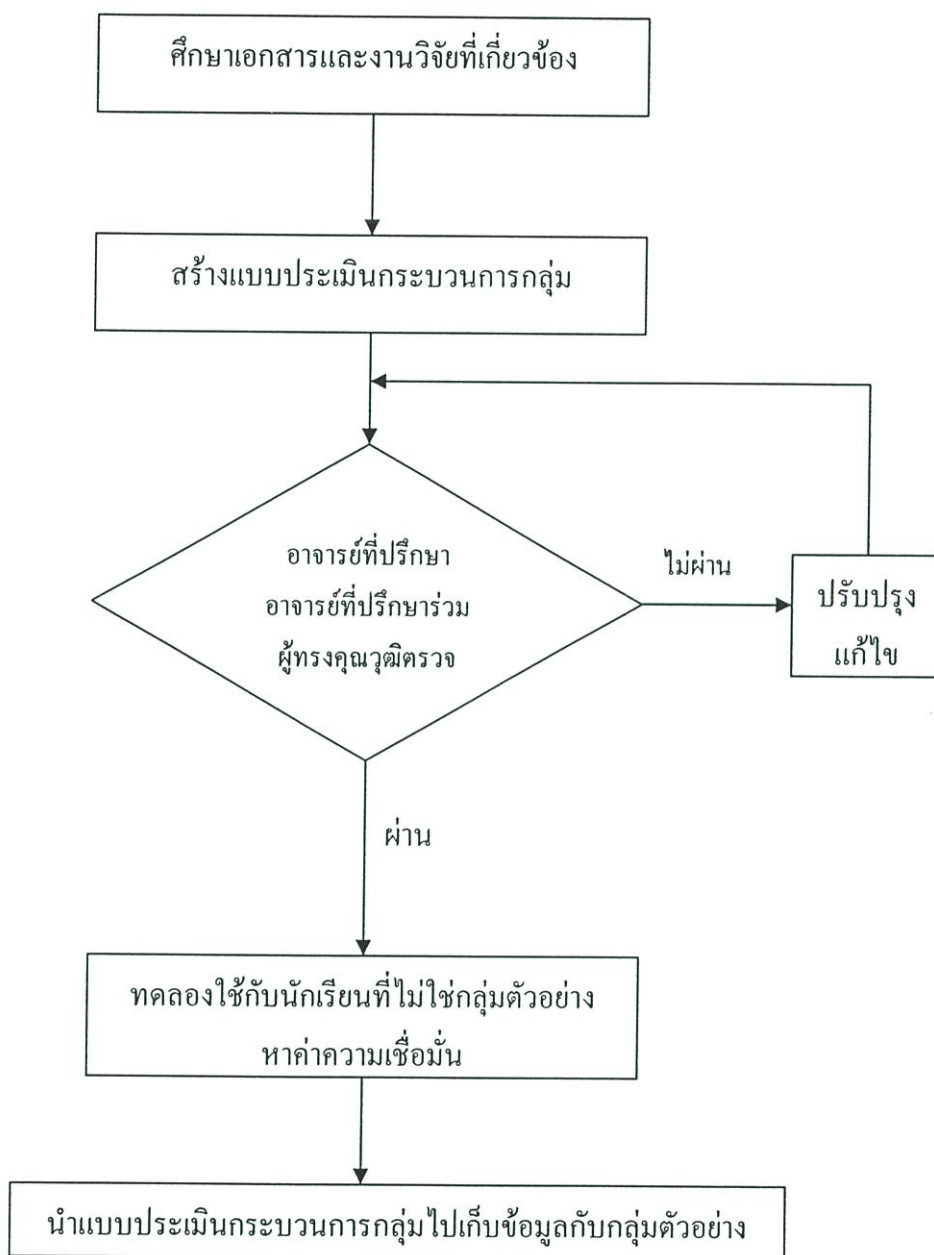 ศึกษาเอกสารและงานวิจัยที่เกี่ยวข้อง
สร้างแบบประเมินกระบวนการกลุ่ม
อาจารย์ที่ปรึกษา
อาจารย์ที่ปรึกษาร่วม
ผู้ทรงคุณวุฒิตรวจ
ไม่ผ่าน
ปรับปรุง
แก้ไข
ผ่าน
ทดลองใช้กับนักเรียนที่ไม่ใช่กลุ่มตัวอย่าง
หาค่าความเชื่อมั่น
นำแบบประเมินกระบวนการกลุ่มไปเก็บข้อมูลกับกลุ่มตัวอย่าง